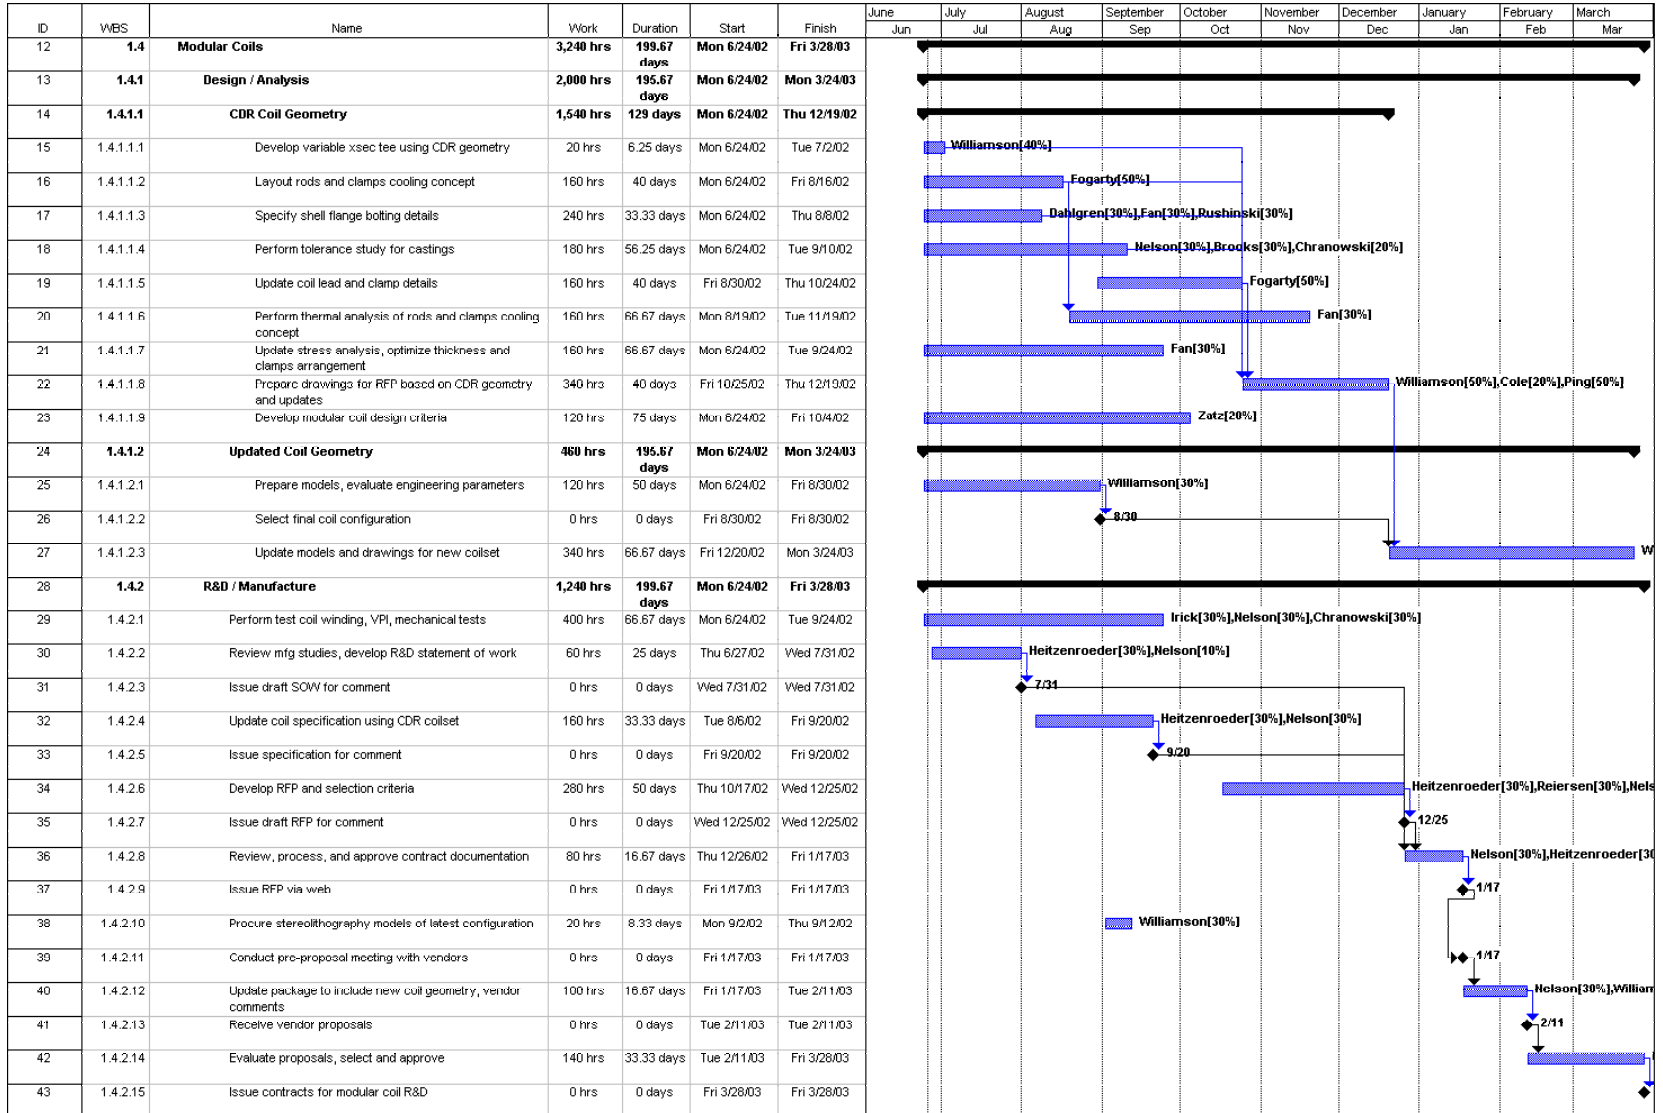 June July August September October November December January February March
ID WBS Name Work Duration Start Finish Jun Jul Aug Sep Oct Nov Dec Jan Feb Mar
12 1.4 Modular Coils 3,240 hrs 199.67 days Mon 6/24/02 Fri 3/28/03
13 1.4.1 Design / Analysis 2,000 hrs 195.67 days Mon 6/24/02 Mon 3/24/03
14 1.4.1.1 CDR Coil Geometry 1,540 hrs 129 days Mon 6/24/02 Thu 12/19/02
15 1.4.1.1.1 Develop variable xsec tee using CDR geometry 20 hrs 6.25 days Mon 6/24/02 Tue 7/2/02 Williamson[40%]
16 1.4.1.1.2 Layout rods and clamps cooling concept 160 hrs 40 days Mon 6/24/02 Fri 8/16/02 Fogarty[50%]
17 1.4.1.1.3 Specify shell flange bolting details 240 hrs 33.33 days Mon 6/24/02 Thu 8/8/02 Dahlgren[30%],Fan[30%],Rushinski[30%]
18 1.4.1.1.4 Perform tolerance study for castings 180 hrs 56.25 days Mon 6/24/02 Tue 9/10/02 Nelson[30%],Brooks[30%],Chranowski[20%]
19 1.4.1.1.5 Update coil lead and clamp details 160 hrs 40 days Fri 8/30/02 Thu 10/24/02 Fogarty[50%]
20 1.4.1.1.6 Perform thermal analysis of rods and clamps cooling concept 160 hrs 66.67 days Mon 8/19/02 Tue 11/19/02 Fan[30%]
21 1.4.1.1.7 Update stress analysis, optimize thickness and clamps arrangement 160 hrs 66.67 days Mon 6/24/02 Tue 9/24/02 Fan[30%]
22 1.4.1.1.8 Prepare drawings for RFP based on CDR geometry and updates 340 hrs 40 days Fri 10/25/02 Thu 12/19/02 Williamson[50%],Cole[20%],Ping[50%]
23 1.4.1.1.9 Develop modular coil design criteria 120 hrs 75 days Mon 6/24/02 Fri 10/4/02 Zatz[20%]
24 1.4.1.2 Updated Coil Geometry 460 hrs 195.67 days Mon 6/24/02 Mon 3/24/03
25 1.4.1.2.1 Prepare models, evaluate engineering parameters 120 hrs 50 days Mon 6/24/02 Fri 8/30/02 Williamson[30%]
26 1.4.1.2.2 Select final coil configuration 0 hrs 0 days Fri 8/30/02 Fri 8/30/02 8/30
27 1.4.1.2.3 Update models and drawings for new coilset 340 hrs 66.67 days Fri 12/20/02 Mon 3/24/03 W
28 1.4.2 R&D / Manufacture 1,240 hrs 199.67 days Mon 6/24/02 Fri 3/28/03
29 1.4.2.1 Perform test coil winding, VPI, mechanical tests 400 hrs 66.67 days Mon 6/24/02 Tue 9/24/02 Irick[30%],Nelson[30%],Chranowski[30%]
30 1.4.2.2 Review mfg studies, develop R&D statement of work 60 hrs 25 days Thu 6/27/02 Wed 7/31/02 Heitzenroeder[30%],Nelson[10%]
31 1.4.2.3 Issue draft SOW for comment 0 hrs 0 days Wed 7/31/02 Wed 7/31/02 7/31
32 1.4.2.4 Update coil specification using CDR coilset 160 hrs 33.33 days Tue 8/6/02 Fri 9/20/02 Heitzenroeder[30%],Nelson[30%]
33 1.4.2.5 Issue specification for comment 0 hrs 0 days Fri 9/20/02 Fri 9/20/02 9/20
34 1.4.2.6 Develop RFP and selection criteria 280 hrs 50 days Thu 10/17/02 Wed 12/25/02 Heitzenroeder[30%],Reiersen[30%],Nels
35 1.4.2.7 Issue draft RFP for comment 0 hrs 0 days Wed 12/25/02 Wed 12/25/02 12/25
36 1.4.2.8 Review, process, and approve contract documentation 80 hrs 16.67 days Thu 12/26/02 Fri 1/17/03 Nelson[30%],Heitzenroeder[30
37 1.4.2.9 Issue RFP via web 0 hrs 0 days Fri 1/17/03 Fri 1/17/03 1/17
38 1.4.2.10 Procure stereolithography models of latest configuration 20 hrs 8.33 days Mon 9/2/02 Thu 9/12/02 Williamson[30%]
39 1.4.2.11 Conduct pre-proposal meeting with vendors 0 hrs 0 days Fri 1/17/03 Fri 1/17/03 1/17
40 1.4.2.12 Update package to include new coil geometry, vendor comments 100 hrs 16.67 days Fri 1/17/03 Tue 2/11/03 Nelson[30%],William
41 1.4.2.13 Receive vendor proposals 0 hrs 0 days Tue 2/11/03 Tue 2/11/03 2/11
42 1.4.2.14 Evaluate proposals, select and approve 140 hrs 33.33 days Tue 2/11/03 Fri 3/28/03
43 1.4.2.15 Issue contracts for modular coil R&D 0 hrs 0 days Fri 3/28/03 Fri 3/28/03